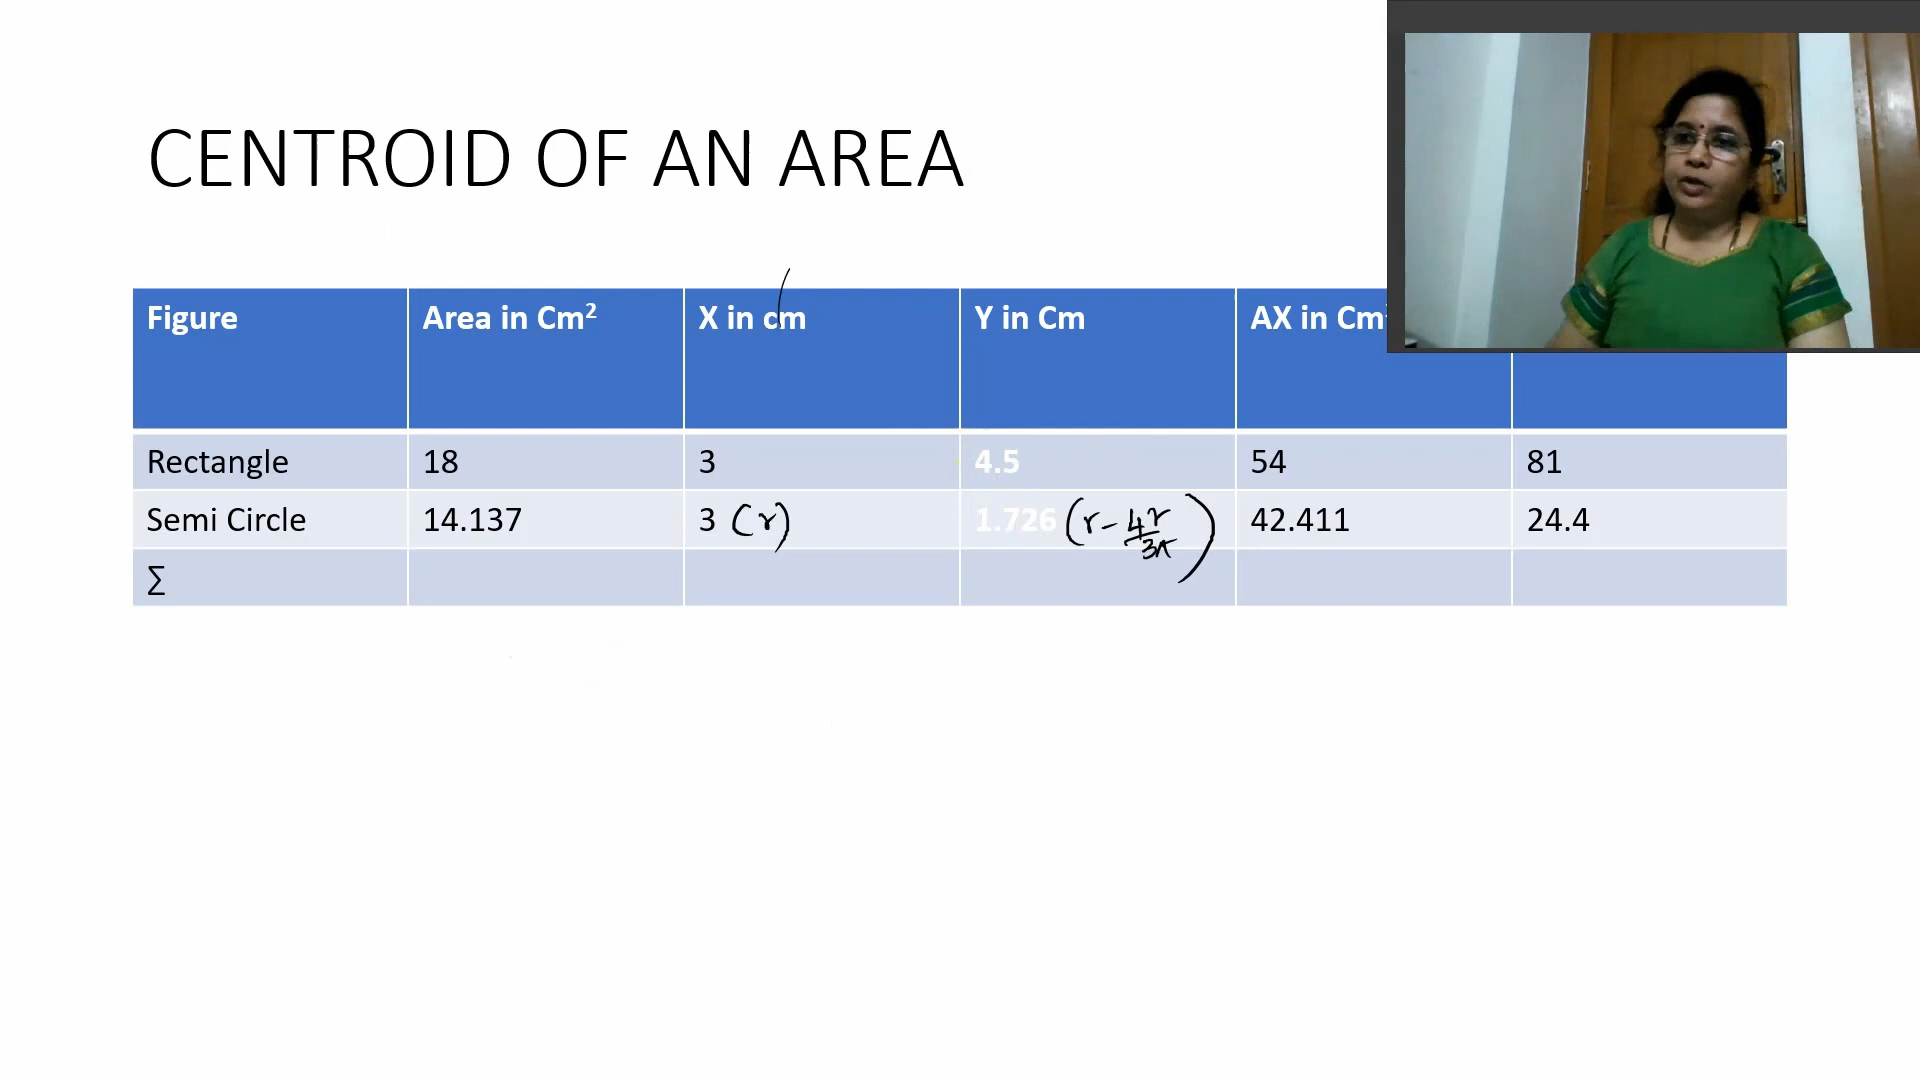 CENTROID OF AN AREA
Figure Area in Cm² X in cm Y in Cm AX in Cm
Rectangle 18 3 4.5 54 81
Semi Circle 14.137 3 (r) 1.726 (r - 4r/3π) 42.411 24.4
∑